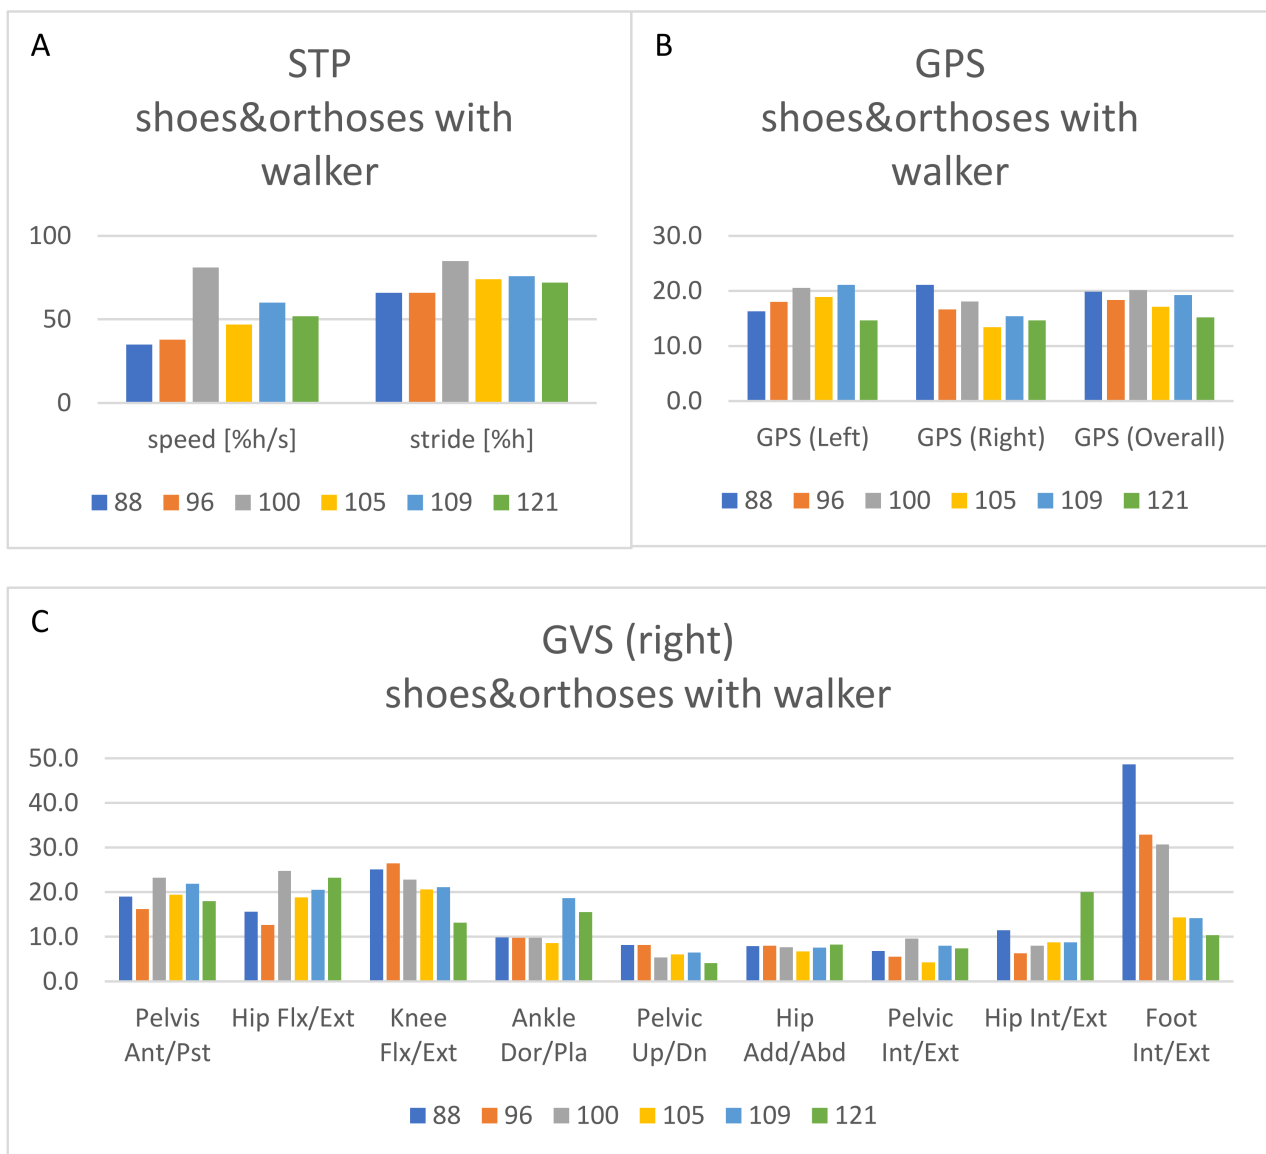 A
STP
shoes&orthoses with
walker
100
50
0
speed [%h/s] stride [%h]
88 96 100 105 109 121
B
GPS
shoes&orthoses with
walker
30.0
20.0
10.0
0.0
GPS (Left) GPS (Right) GPS (Overall)
88 96 100 105 109 121
C
GVS (right)
shoes&orthoses with walker
50.0
40.0
30.0
20.0
10.0
0.0
Pelvis Hip Flx/Ext Knee Ankle Pelvic Hip Pelvic Hip Int/Ext Foot
Ant/Pst Flx/Ext Dor/Pla Up/Dn Add/Abd Int/Ext Int/Ext
88 96 100 105 109 121